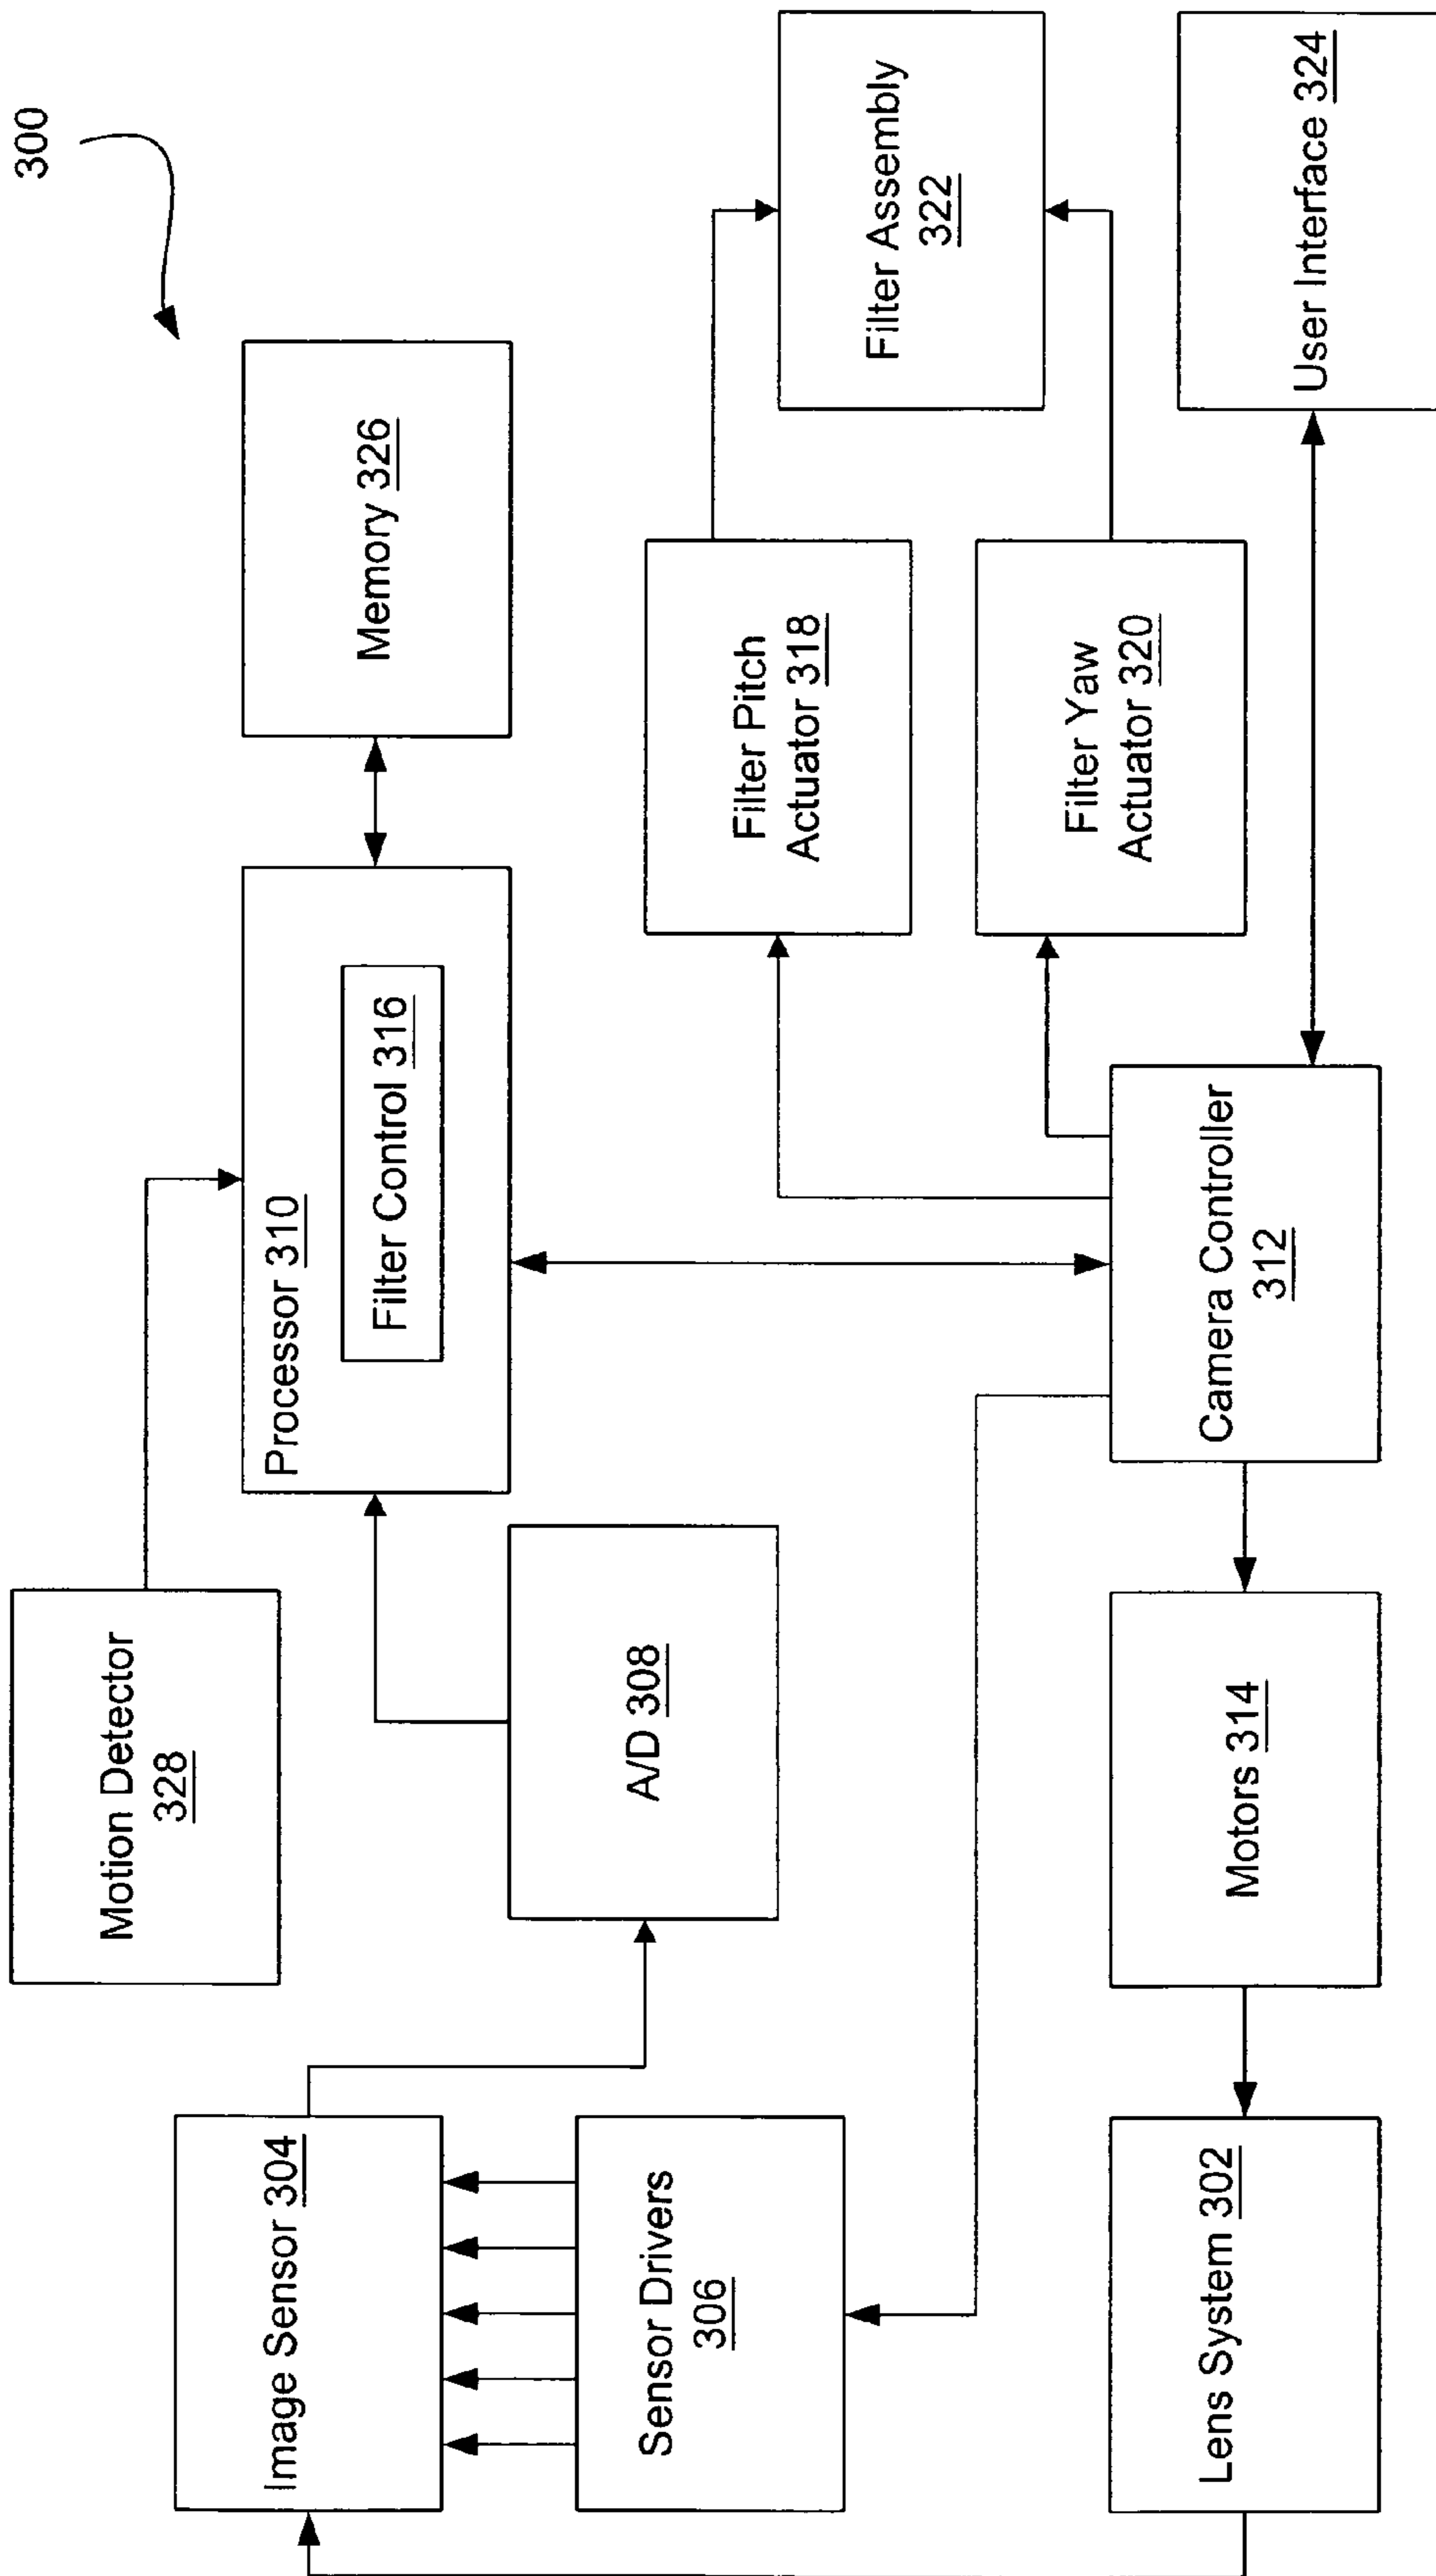 300
Motion Detector
328
Processor 310
Filter Control 316
Memory 326
Image Sensor 304
A/D 308
Sensor Drivers
306
Filter Pitch
Actuator 318
Filter Assembly
322
Filter Yaw
Actuator 320
Lens System 302
Motors 314
Camera Controller
312
User Interface 324